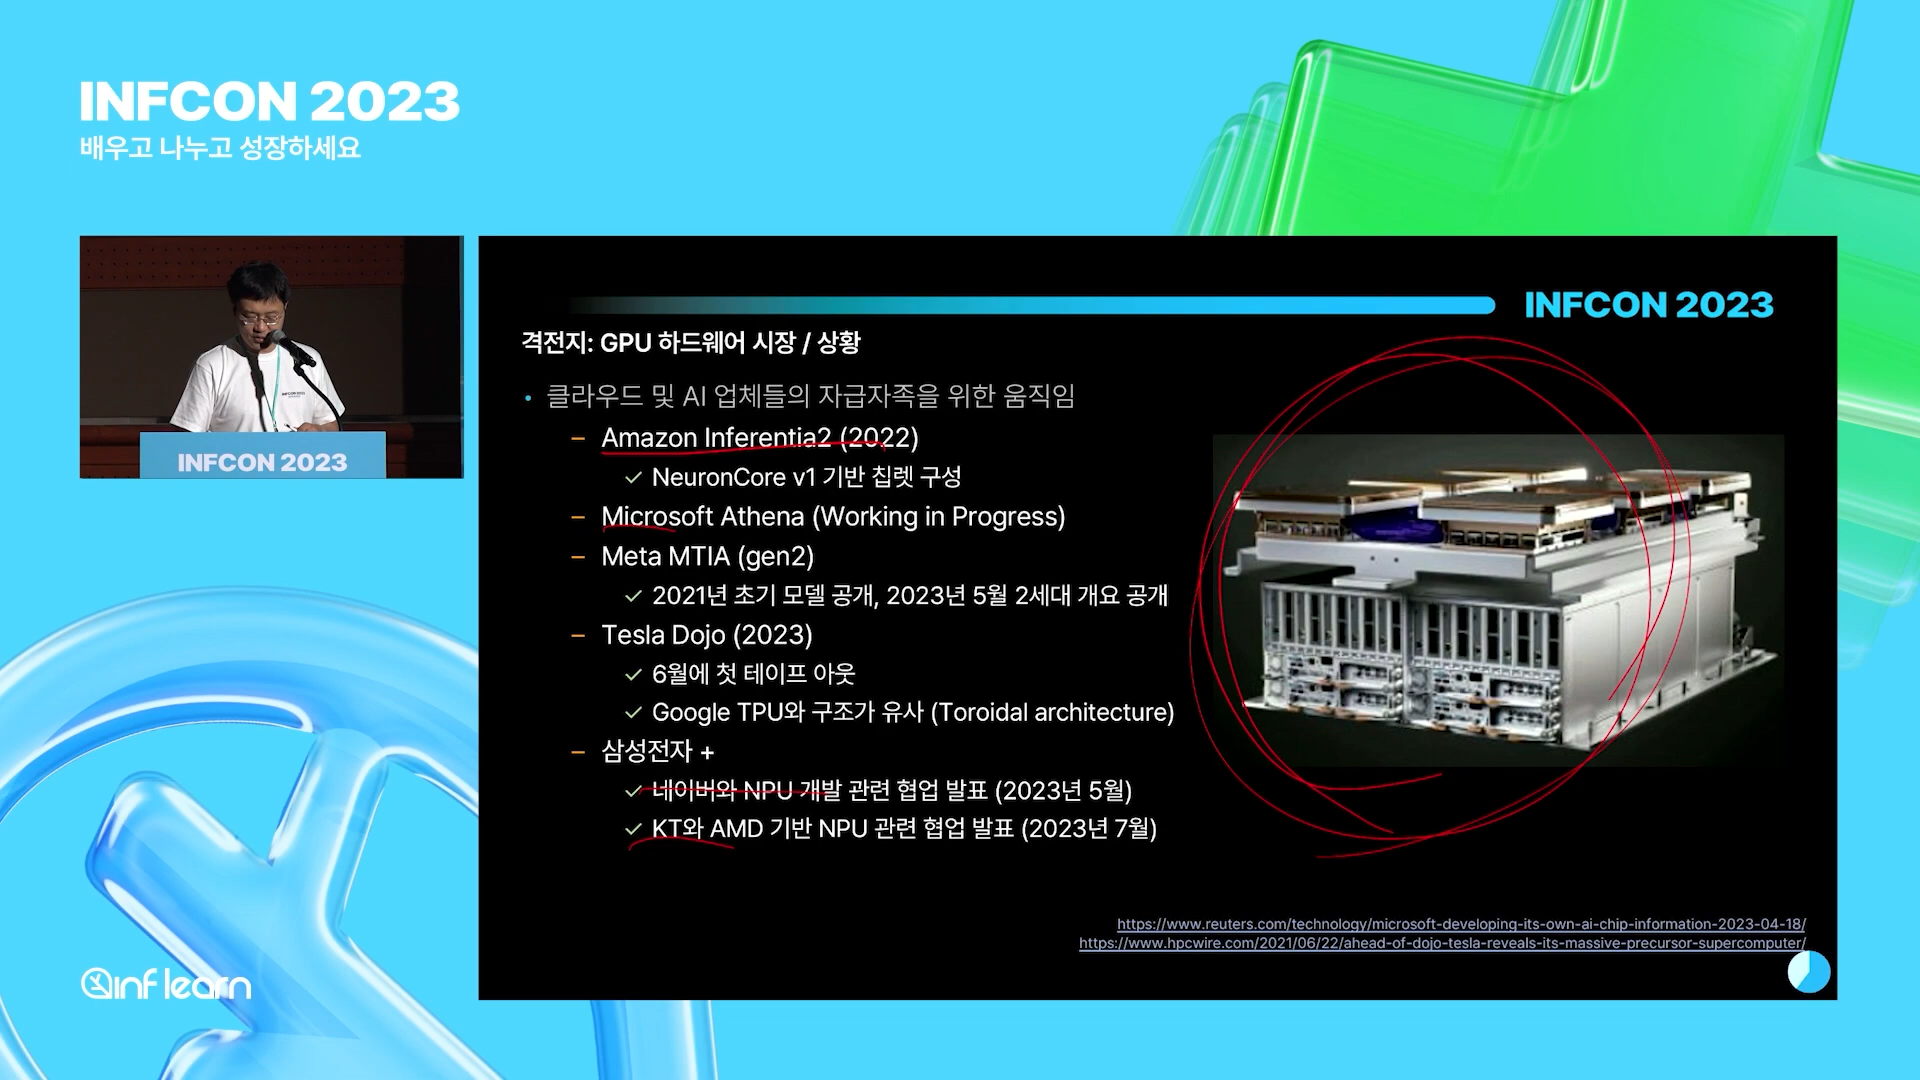 INFCON 2023
배우고 나누고 성장하세요
INFCON 2023
INFCON 2023
격전지: GPU 하드웨어 시장 / 상황
• 클라우드 및 AI 업체들의 자급자족을 위한 움직임
– Amazon Inferentia2 (2022)
✓ NeuronCore v1 기반 칩렛 구성
– Microsoft Athena (Working in Progress)
– Meta MTIA (gen2)
✓ 2021년 초기 모델 공개, 2023년 5월 2세대 개요 공개
– Tesla Dojo (2023)
✓ 6월에 첫 테이프 아웃
✓ Google TPU와 구조가 유사 (Toroidal architecture)
– 삼성전자 +
✓ 네이버와 NPU 개발 관련 협업 발표 (2023년 5월)
✓ KT와 AMD 기반 NPU 관련 협업 발표 (2023년 7월)
https://www.reuters.com/technology/microsoft-developing-its-own-ai-chip-information-2023-04-18/
https://www.hpcwire.com/2021/06/22/ahead-of-dojo-tesla-reveals-its-massive-precursor-supercomputer/
inflearn